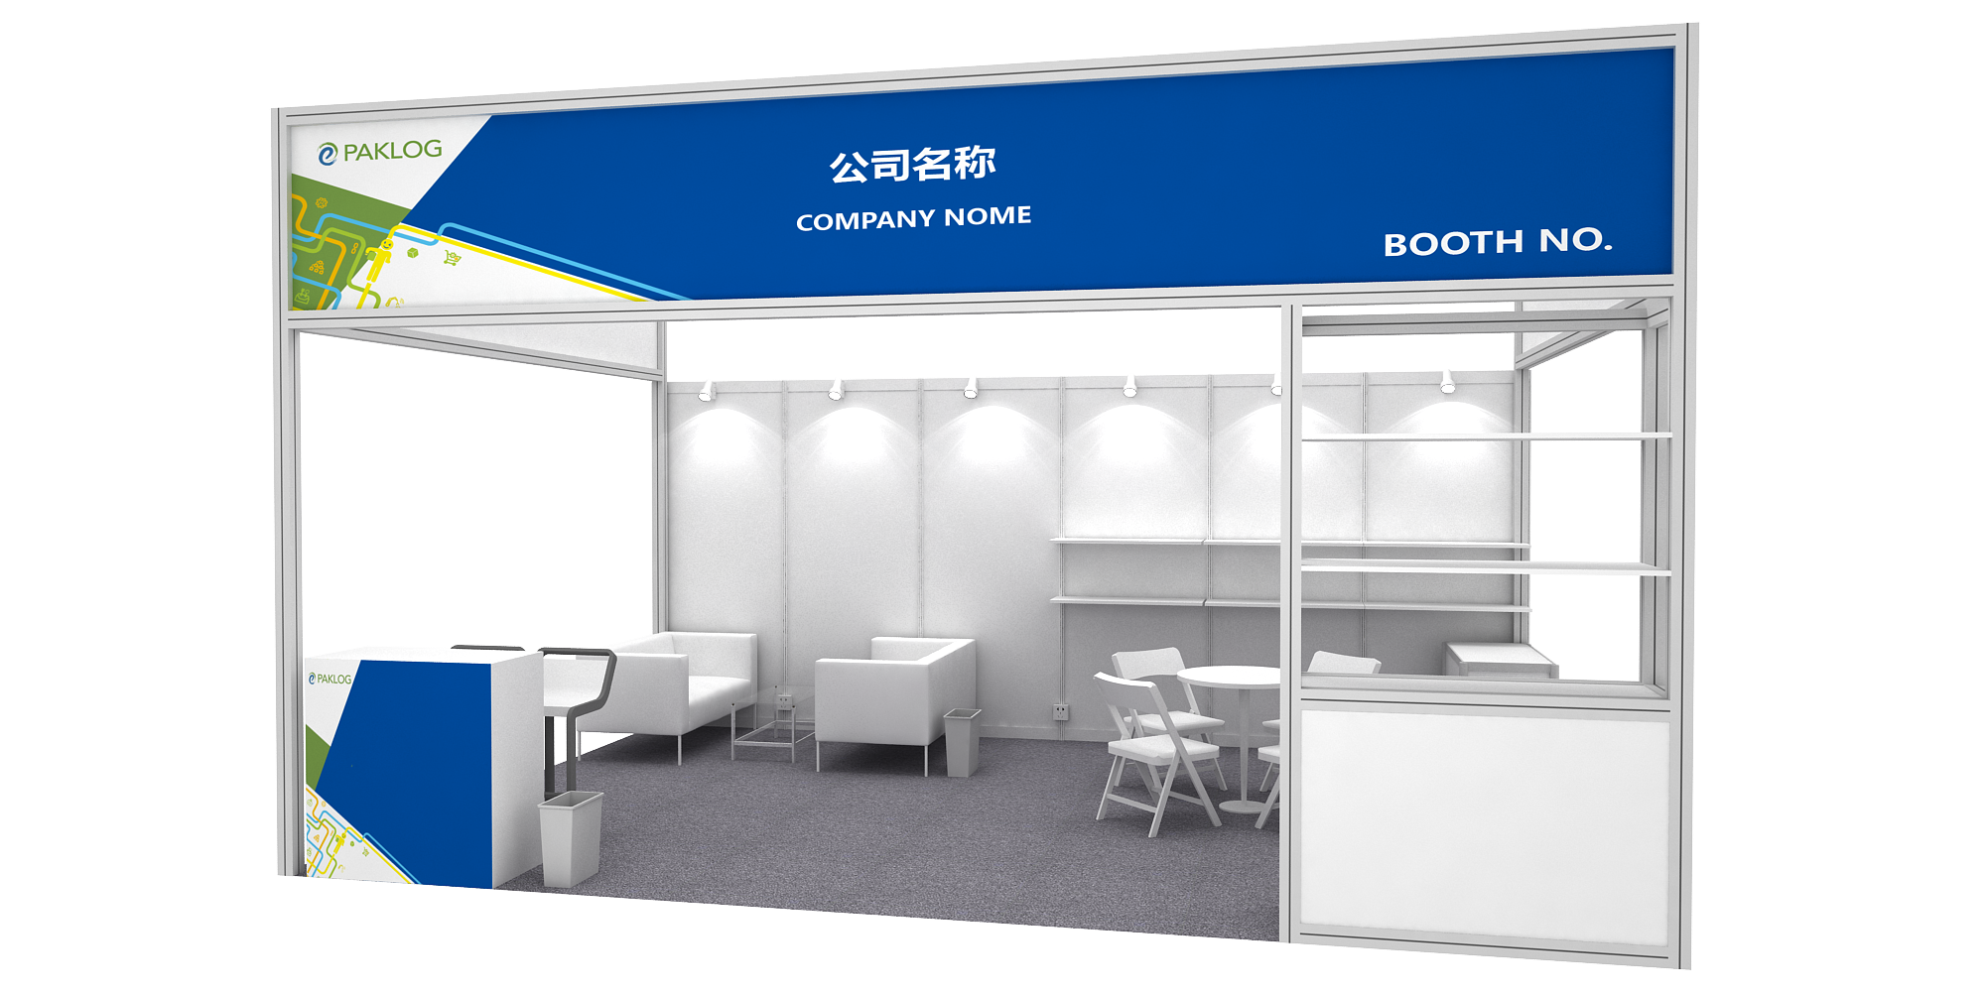 PAKLOG
公司名称
COMPANY NOME
BOOTH NO.
PAKLOG